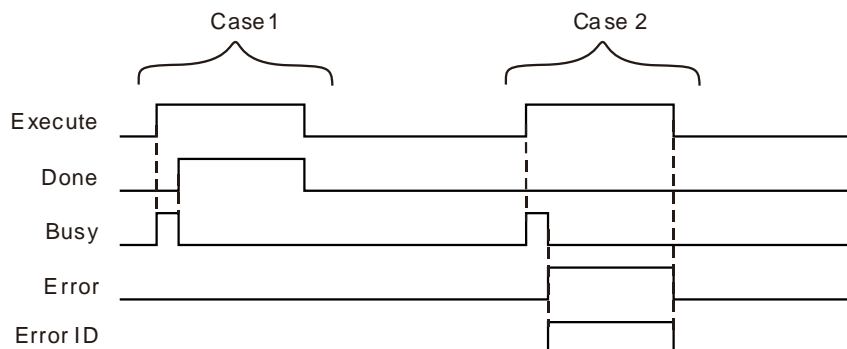 Case 1 Case 2
Execute
Done
Busy
Error
Error ID